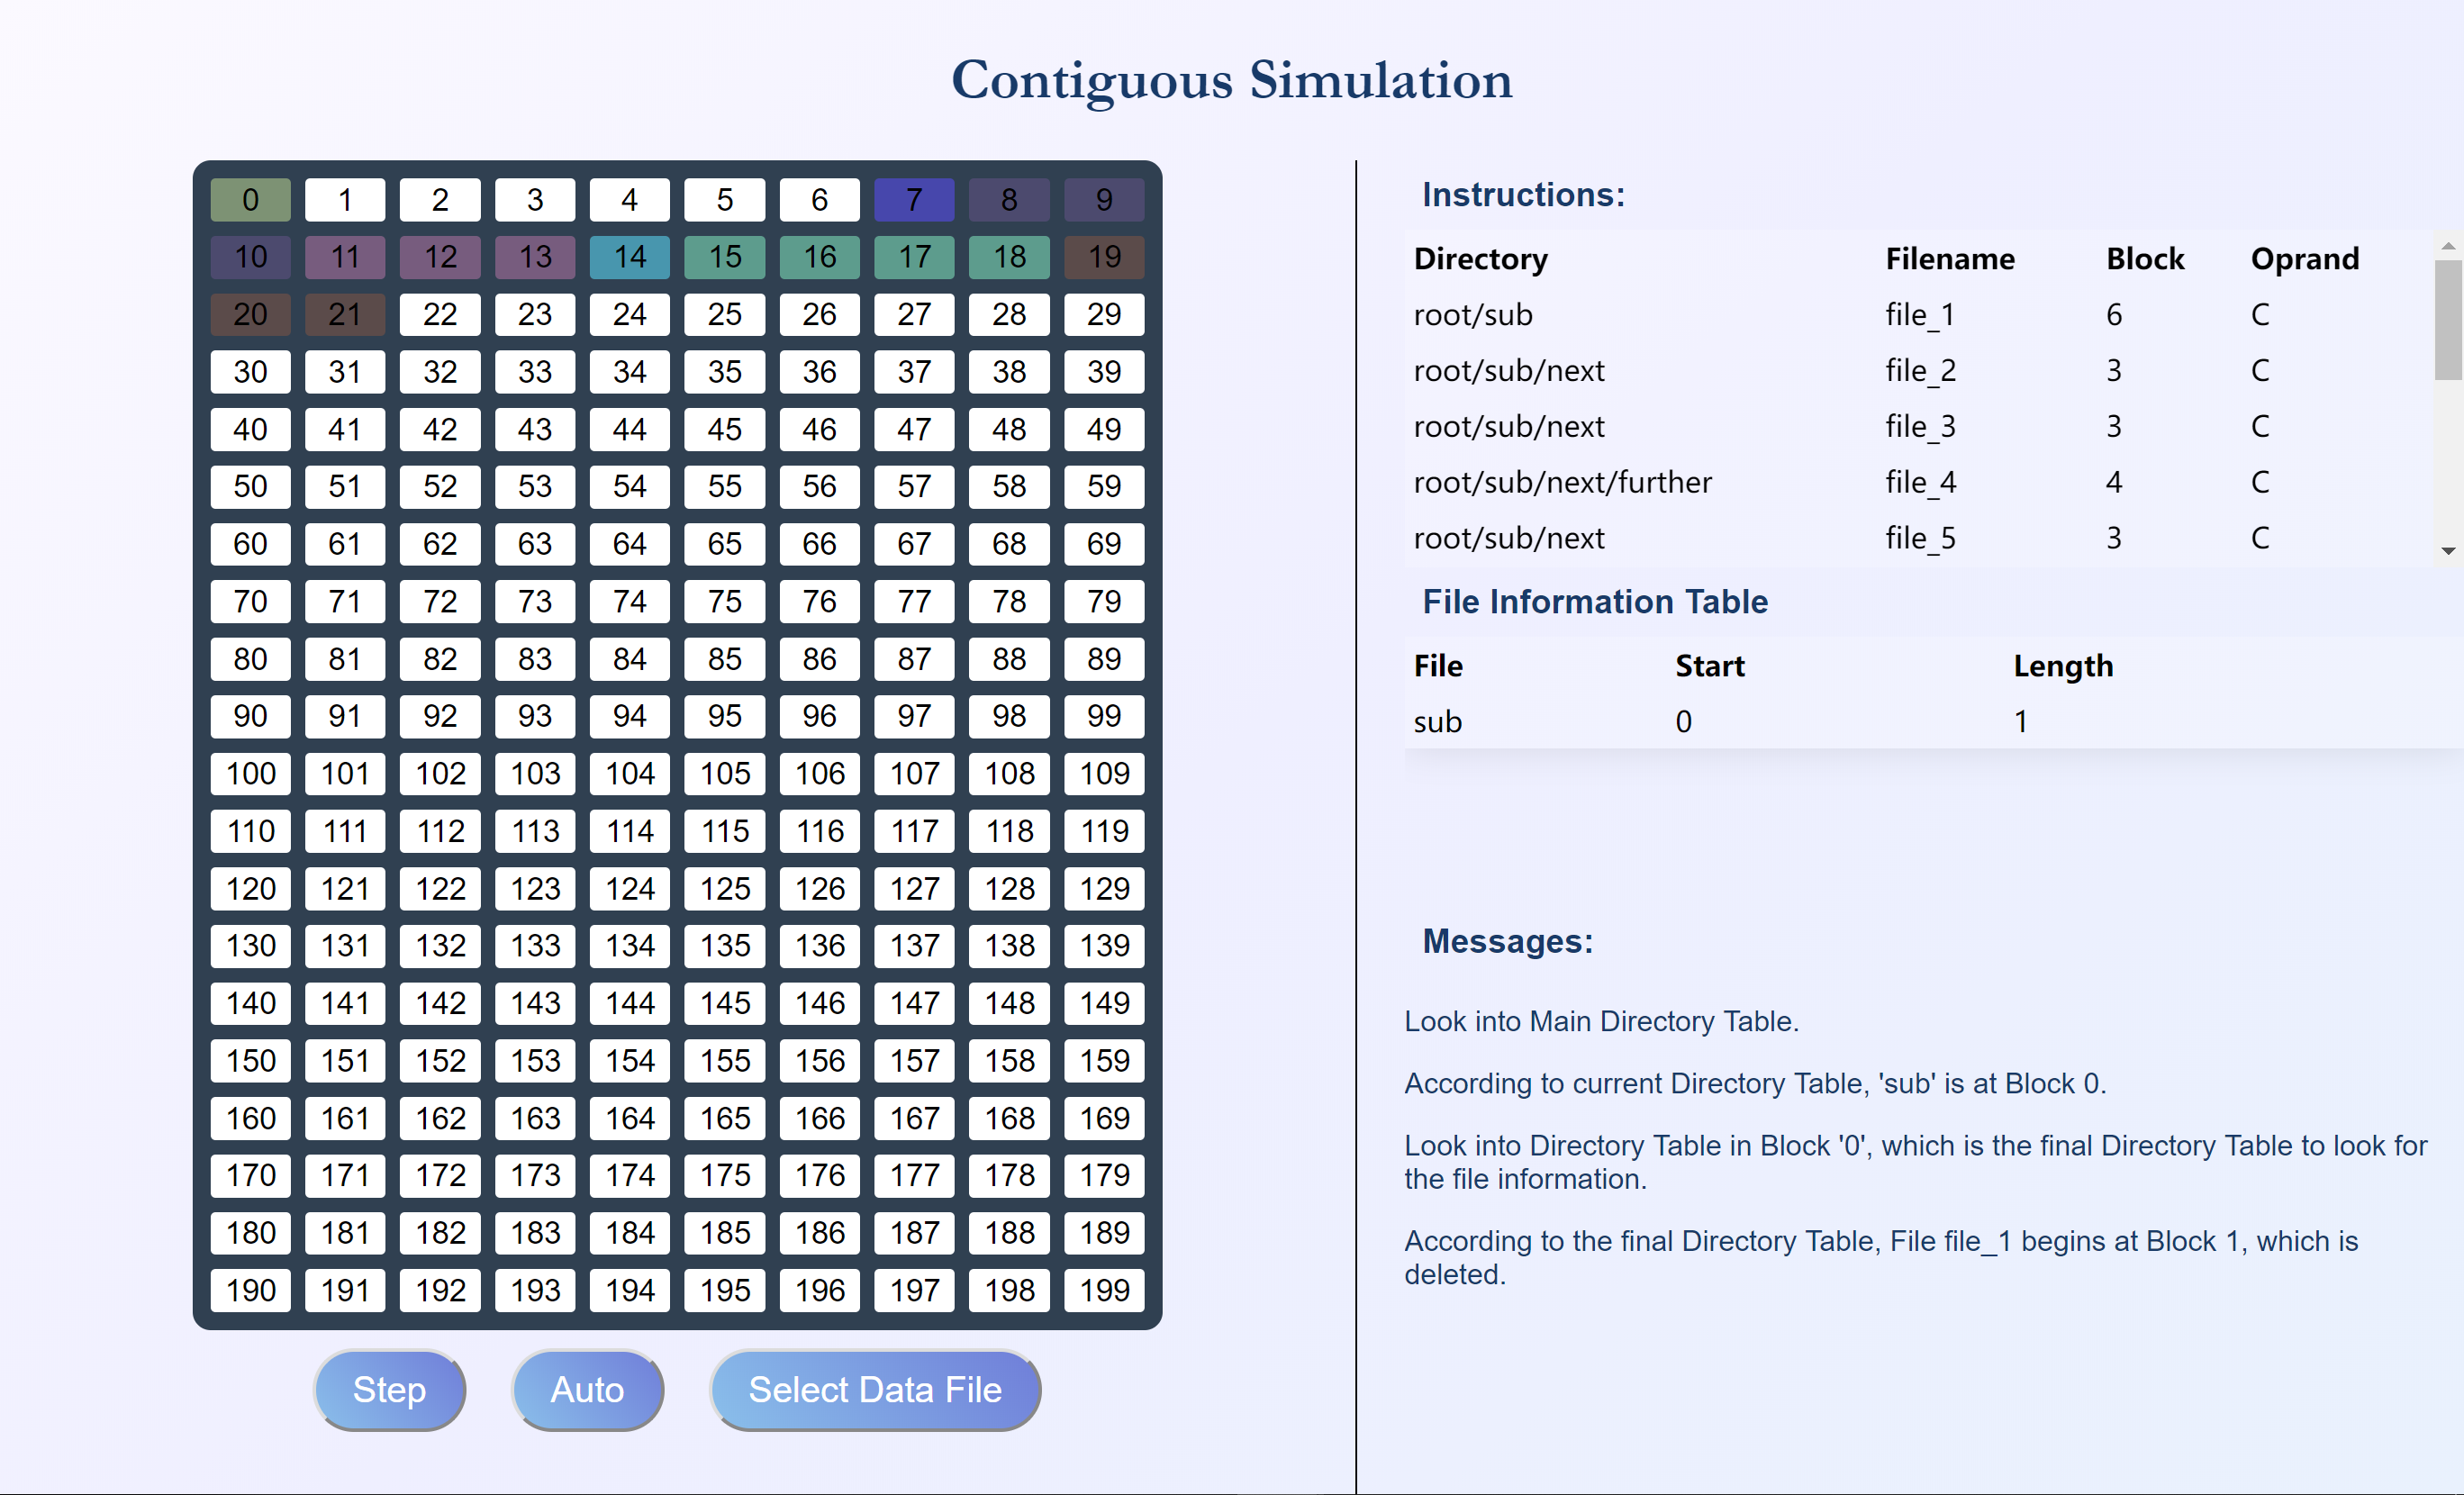 Contiguous Simulation
0 1 2 3 4 5 6 7 8 9
10 11 12 13 14 15 16 17 18 19
20 21 22 23 24 25 26 27 28 29
30 31 32 33 34 35 36 37 38 39
40 41 42 43 44 45 46 47 48 49
50 51 52 53 54 55 56 57 58 59
60 61 62 63 64 65 66 67 68 69
70 71 72 73 74 75 76 77 78 79
80 81 82 83 84 85 86 87 88 89
90 91 92 93 94 95 96 97 98 99
100 101 102 103 104 105 106 107 108 109
110 111 112 113 114 115 116 117 118 119
120 121 122 123 124 125 126 127 128 129
130 131 132 133 134 135 136 137 138 139
140 141 142 143 144 145 146 147 148 149
150 151 152 153 154 155 156 157 158 159
160 161 162 163 164 165 166 167 168 169
170 171 172 173 174 175 176 177 178 179
180 181 182 183 184 185 186 187 188 189
190 191 192 193 194 195 196 197 198 199
Step Auto Select Data File
Instructions:
Directory Filename Block Oprand
root/sub file_1 6 C
root/sub/next file_2 3 C
root/sub/next file_3 3 C
root/sub/next/further file_4 4 C
root/sub/next file_5 3 C
File Information Table
File Start Length
sub 0 1
Messages:
Look into Main Directory Table.
According to current Directory Table, 'sub' is at Block 0.
Look into Directory Table in Block '0', which is the final Directory Table to look for
the file information.
According to the final Directory Table, File file_1 begins at Block 1, which is
deleted.